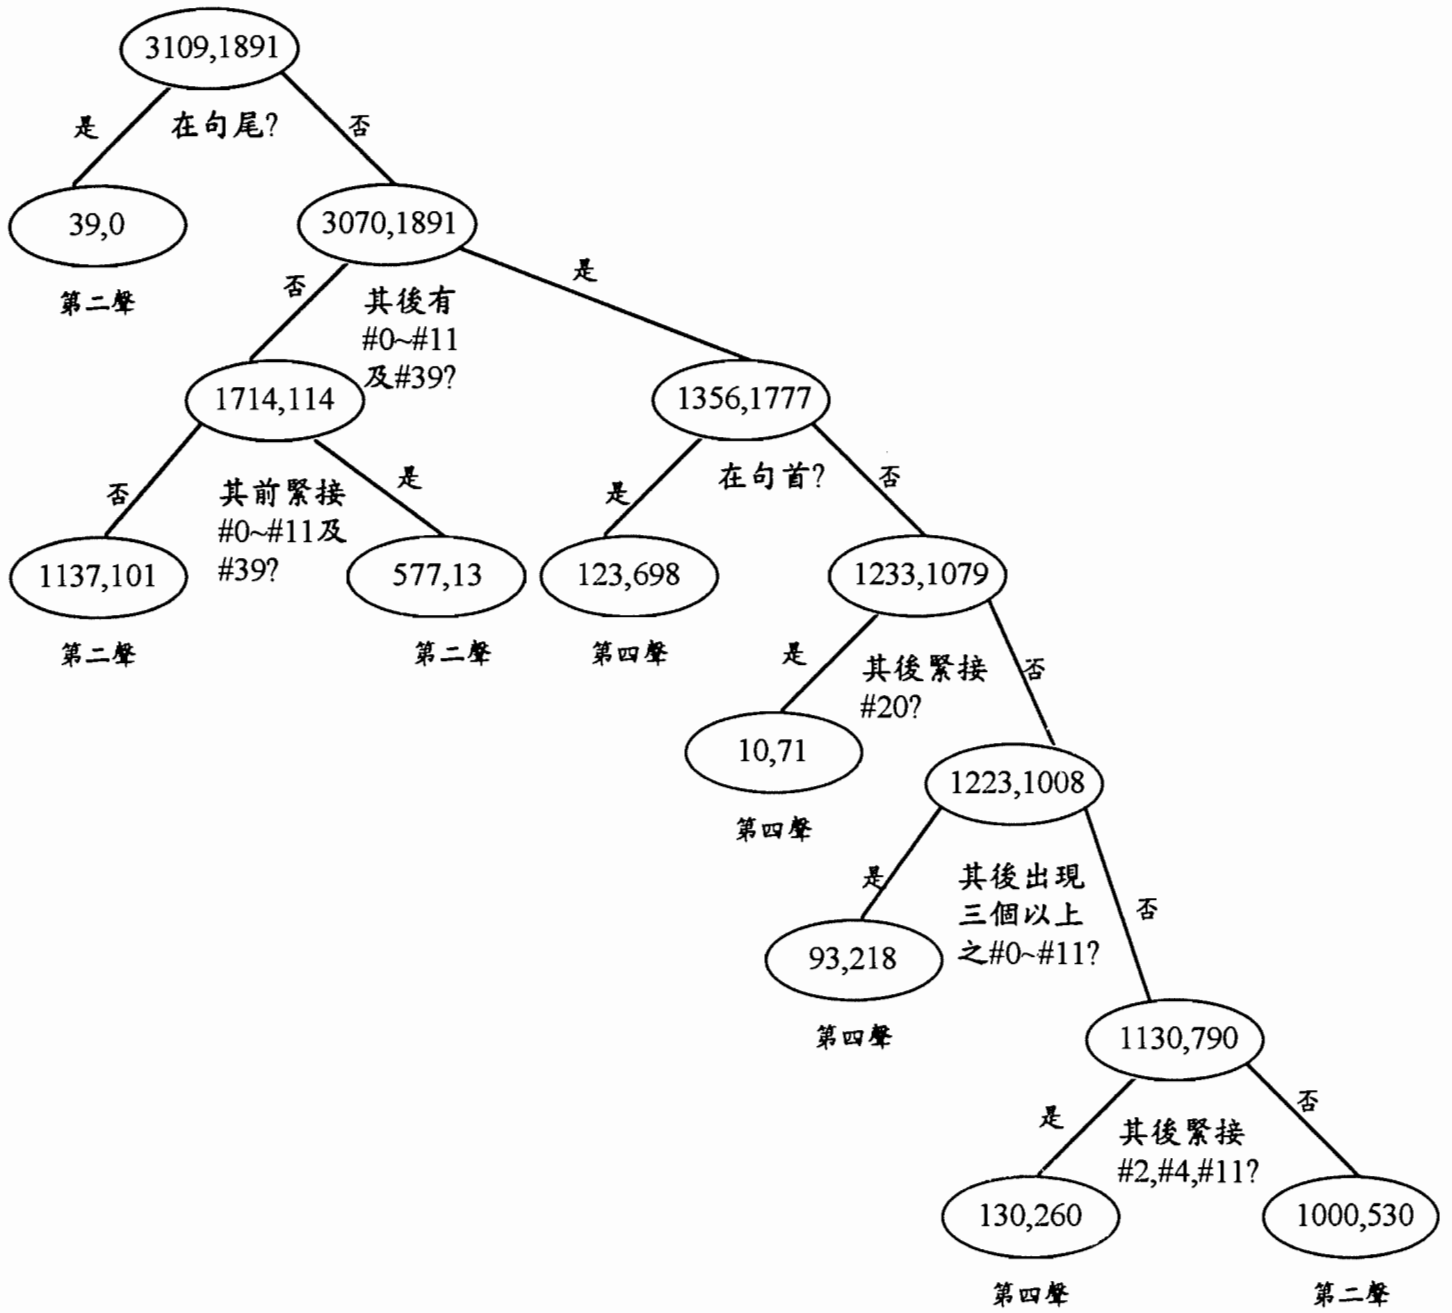 3109,1891
是
在句尾?
否
39,0
3070,1891
第二聲
否
其後有
#0~#11
及#39?
是
1714,114
1356,1777
否
其前緊接
#0~#11及
#39?
是
是
在句首?
否
1137,101
577,13
123,698
1233,1079
第二聲
第二聲
第四聲
是
其後緊接
#20?
否
10,71
1223,1008
第四聲
是
其後出現
三個以上
之#0~#11?
否
93,218
第四聲
1130,790
是
其後緊接
#2,#4,#11?
否
130,260
1000,530
第四聲
第二聲